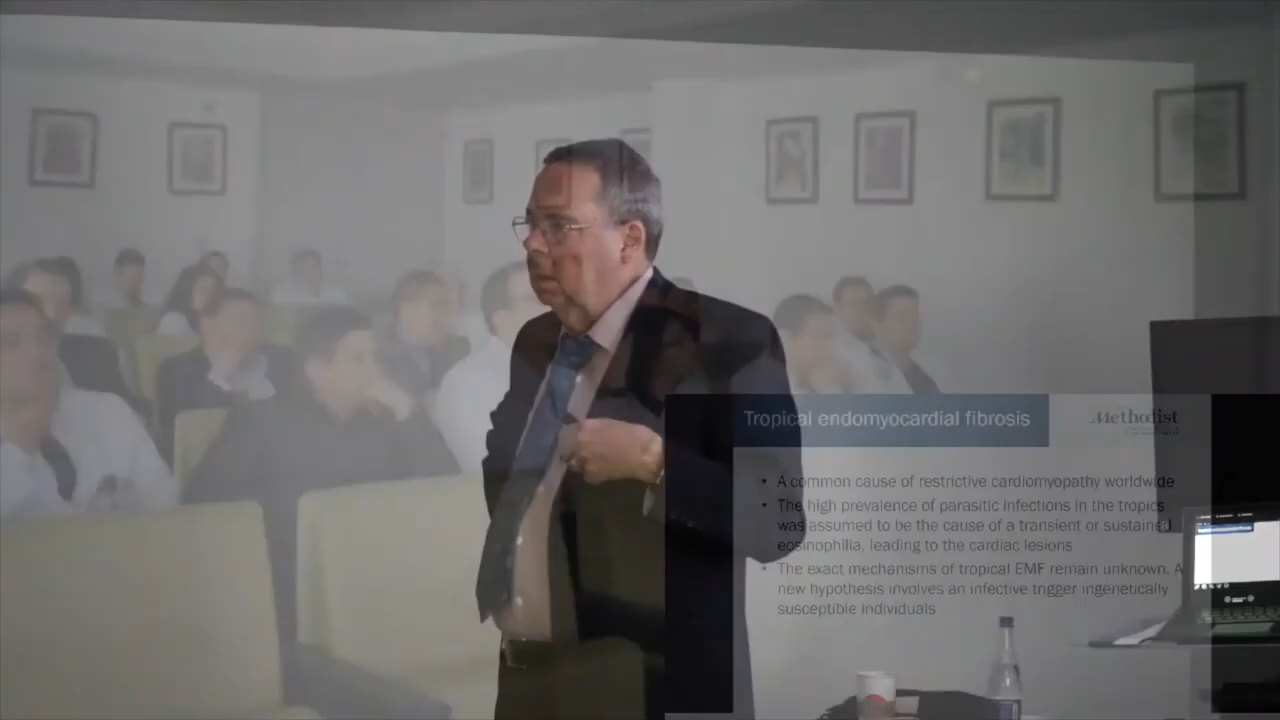 Tropical endomyocardial fibrosis
Methodist
• A common cause of restrictive cardiomyopathy worldwide
• The high prevalence of parasitic infections in the tropics
was assumed to be the cause of a transient or sustained
eosinophilia, leading to the cardiac lesions
• The exact mechanisms of tropical EMF remain unknown. A
new hypothesis involves an infective trigger ingenetically
susceptible individuals